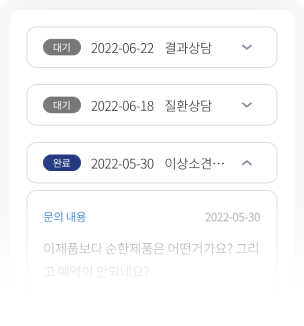 대기 2022-06-22 결과상담
대기 2022-06-18 질환상담
완료 2022-05-30 이상소견…
문의 내용 2022-05-30
이제품보다 순한제품은 어떤거가요? 그리
고 예약이 안되네요?